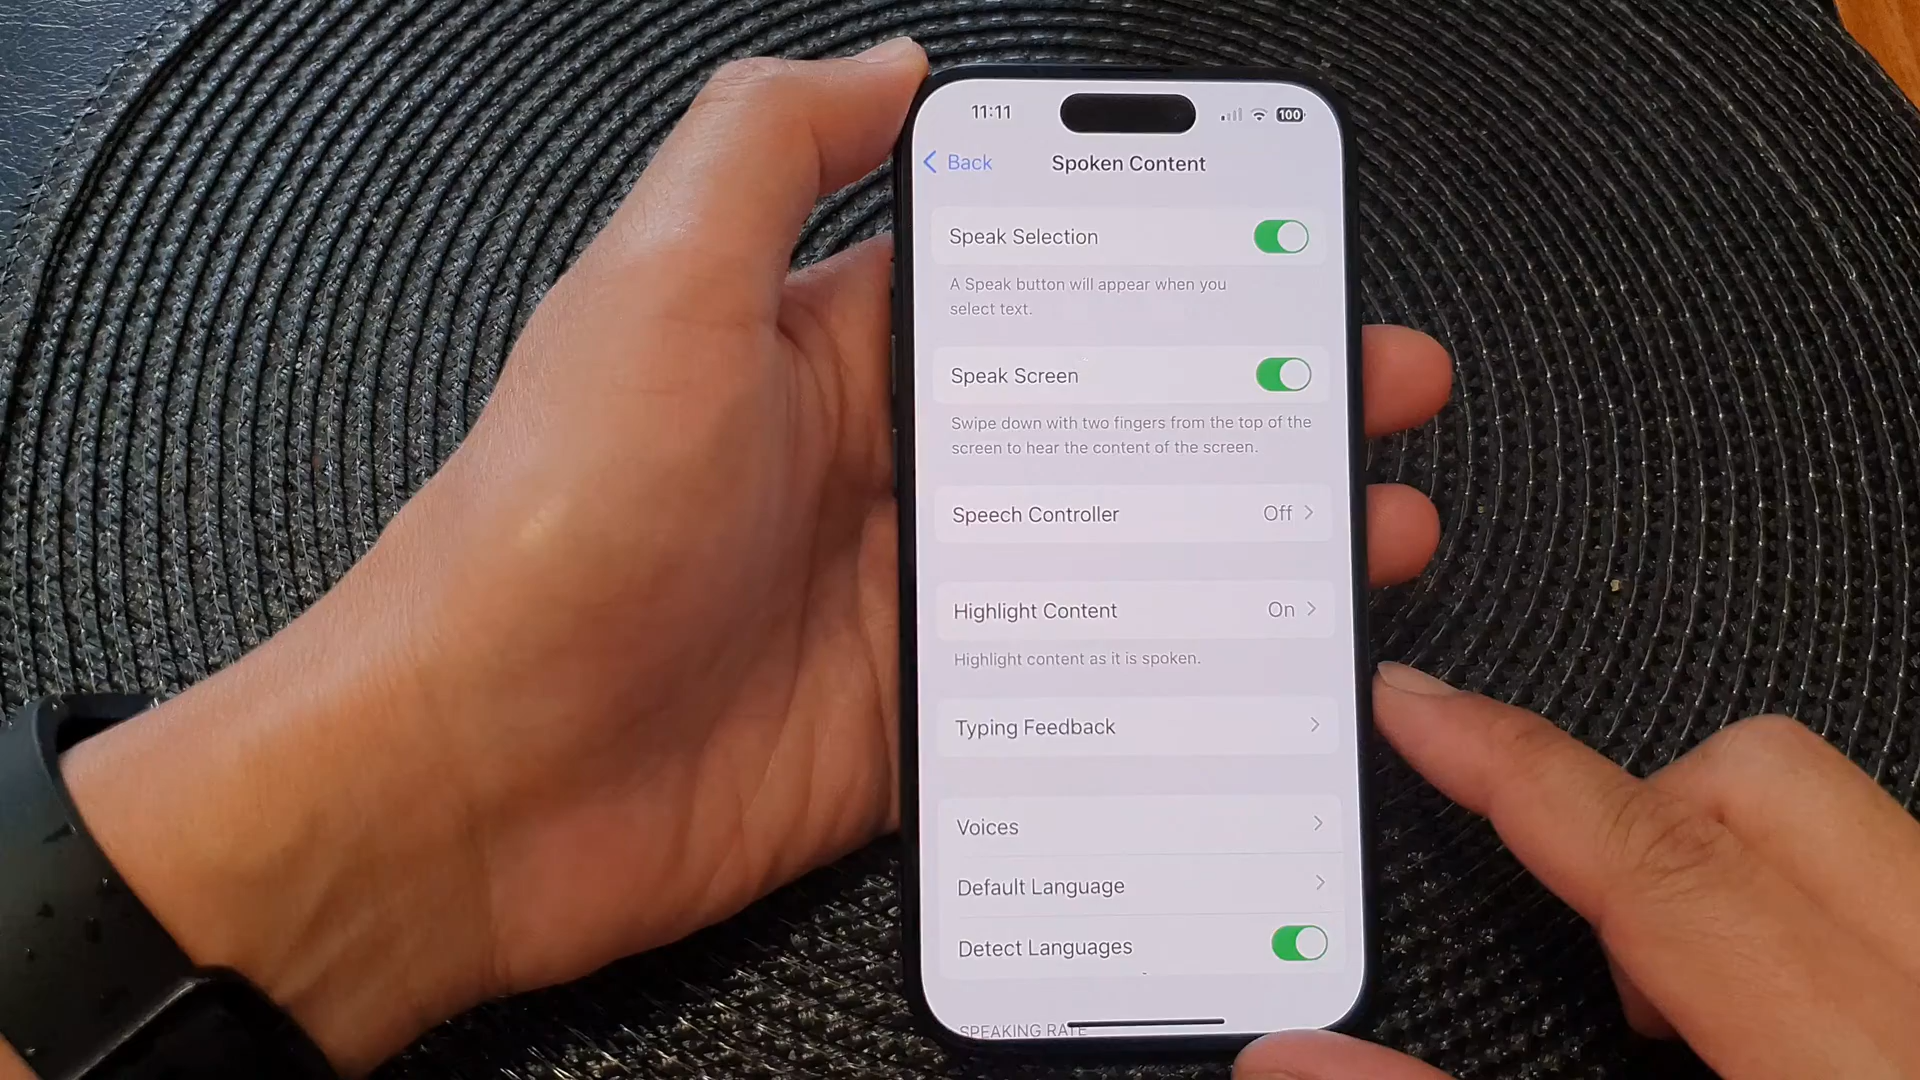 11:11
100
Back
Spoken Content
Speak Selection
A Speak button will appear when you
select text.
Speak Screen
Swipe down with two fingers from the top of the
screen to hear the content of the screen.
Speech Controller
Off
Highlight Content
On
Highlight content as it is spoken.
Typing Feedback
Voices
Default Language
Detect Languages
SPEAKING RATE